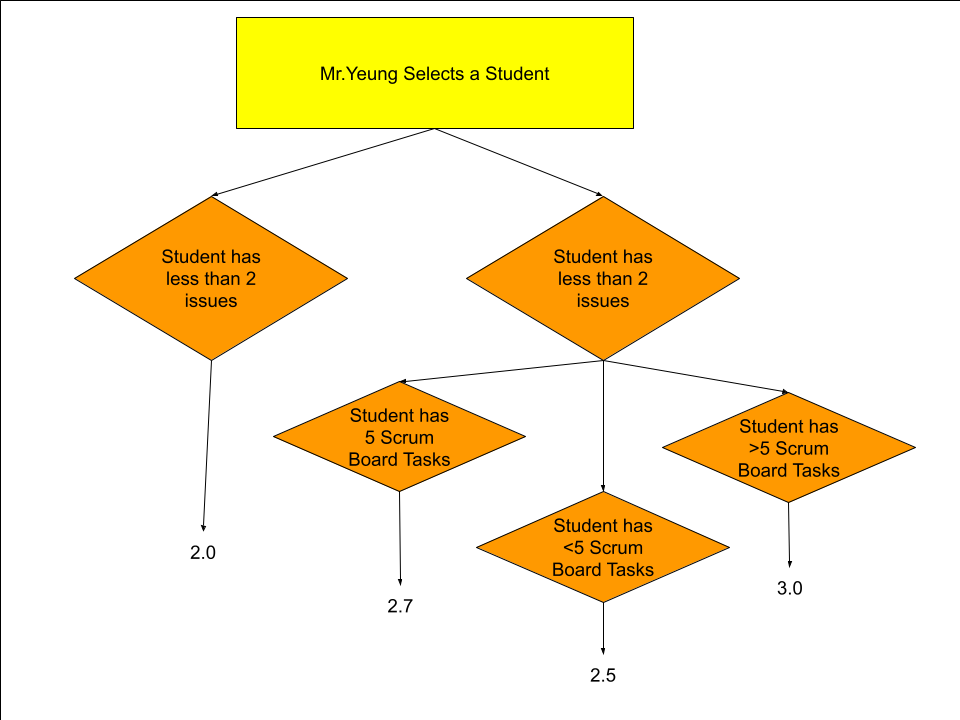 Mr.Yeung Selects a Student
Student has
less than 2
issues
Student has
less than 2
issues
Student has
5 Scrum
Board Tasks
Student has
>5 Scrum
Board Tasks
Student has
<5 Scrum
Board Tasks
2.0
2.7
3.0
2.5